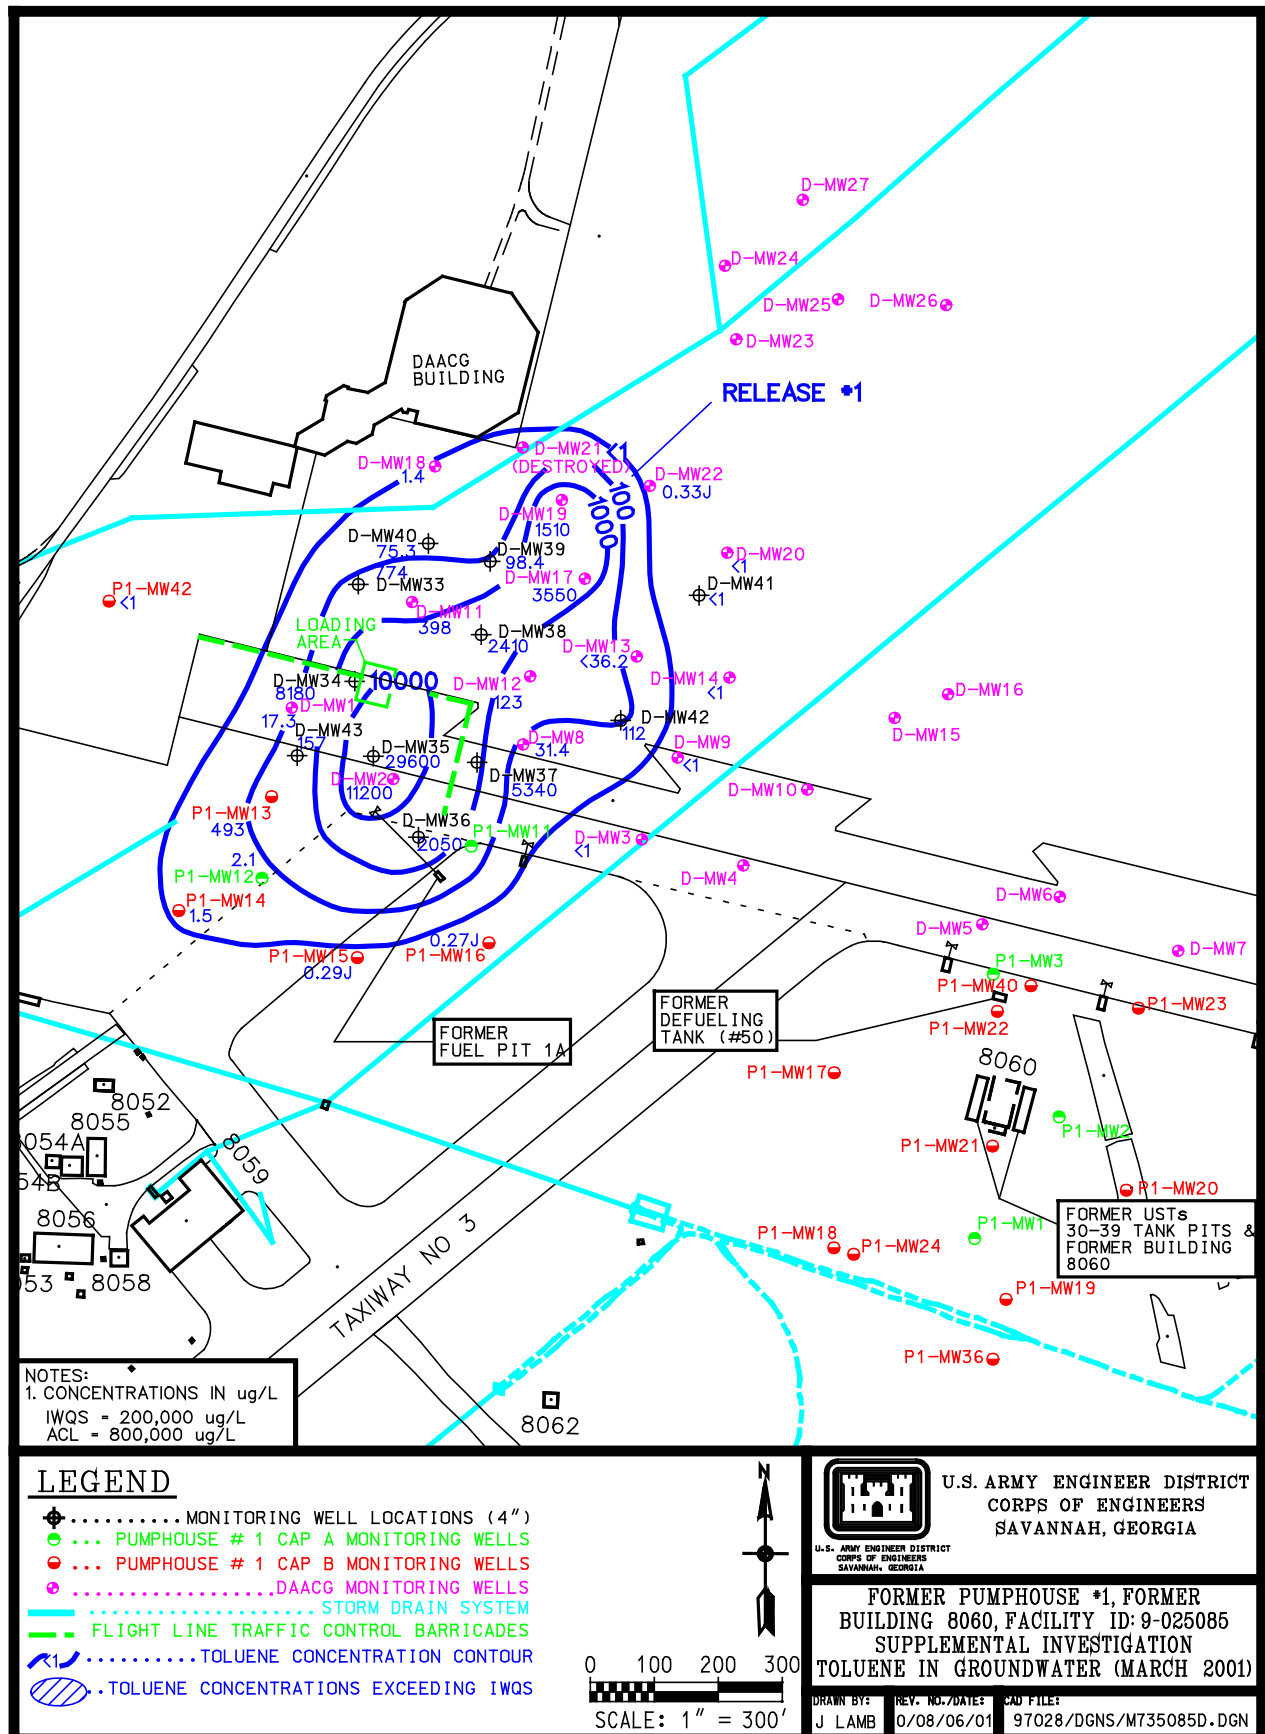 D-MW27
D-MW24
D-MW25
D-MW26
D-MW23
DAACG
BUILDING
RELEASE #1
<1
D-MW21
(DESTROYED)
D-MW18
1.4
D-MW22
0.33J
100
1000
D-MW19
1510
D-MW40
75.3
D-MW39
98.4
D-MW20
<1
774
D-MW33
D-MW17
3550
D-MW41
<1
P1-MW42
<1
D-MW11
398
LOADING
AREA
D-MW38
2410
D-MW13
<36.2
D-MW34
8180
10000
D-MW12
123
D-MW14
<1
D-MW16
D-MW1
17.3
D-MW43
157
D-MW42
112
D-MW15
D-MW35
29600
D-MW8
31.4
D-MW9
<1
D-MW2
11200
D-MW37
5340
D-MW10
P1-MW13
493
D-MW36
2050
P1-MW11
D-MW3
<1
2.1
P1-MW12
D-MW4
P1-MW14
1.5
D-MW6
D-MW5
D-MW7
0.27J
P1-MW16
P1-MW15
0.29J
P1-MW3
P1-MW40
P1-MW23
P1-MW22
FORMER
DEFUELING
TANK (#50)
FORMER
FUEL PIT 1A
8060
P1-MW17
8052
8055
054A
54B
8059
P1-MW2
P1-MW21
P1-MW20
8056
053
8058
TAXIWAY NO 3
P1-MW1
P1-MW18
P1-MW24
FORMER USTs
30-39 TANK PITS &
FORMER BUILDING
8060
P1-MW19
P1-MW36
8062
NOTES:
1. CONCENTRATIONS IN ug/L
IWQS = 200,000 ug/L
ACL = 800,000 ug/L
LEGEND
.......... MONITORING WELL LOCATIONS (4")
... PUMPHOUSE # 1 CAP A MONITORING WELLS
... PUMPHOUSE # 1 CAP B MONITORING WELLS
.................. DAACG MONITORING WELLS
.................... STORM DRAIN SYSTEM
FLIGHT LINE TRAFFIC CONTROL BARRICADES
<1 .......... TOLUENE CONCENTRATION CONTOUR
.. TOLUENE CONCENTRATIONS EXCEEDING IWQS
N
0 100 200 300
SCALE: 1" = 300'
U.S. ARMY ENGINEER DISTRICT
CORPS OF ENGINEERS
SAVANNAH, GEORGIA
U.S. ARMY ENGINEER DISTRICT
CORPS OF ENGINEERS
SAVANNAH, GEORGIA
FORMER PUMPHOUSE #1, FORMER
BUILDING 8060, FACILITY ID: 9-025085
SUPPLEMENTAL INVESTIGATION
TOLUENE IN GROUNDWATER (MARCH 2001)
DRAWN BY:
J LAMB
REV. NO./DATE:
0/08/06/01
CAD FILE:
97028/DGNS/M735085D.DGN